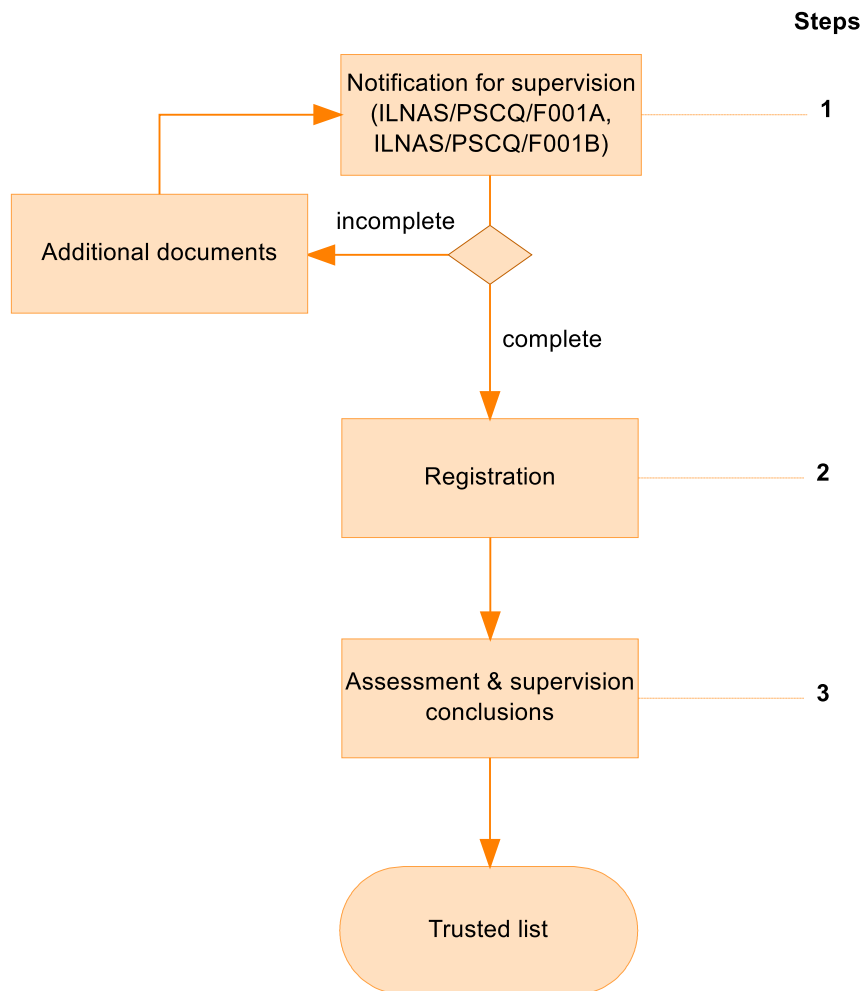 Steps
Notification for supervision
(ILNAS/PSCQ/F001A,
ILNAS/PSCQ/F001B)
1
incomplete
Additional documents
complete
Registration
2
Assessment & supervision
conclusions
3
Trusted list